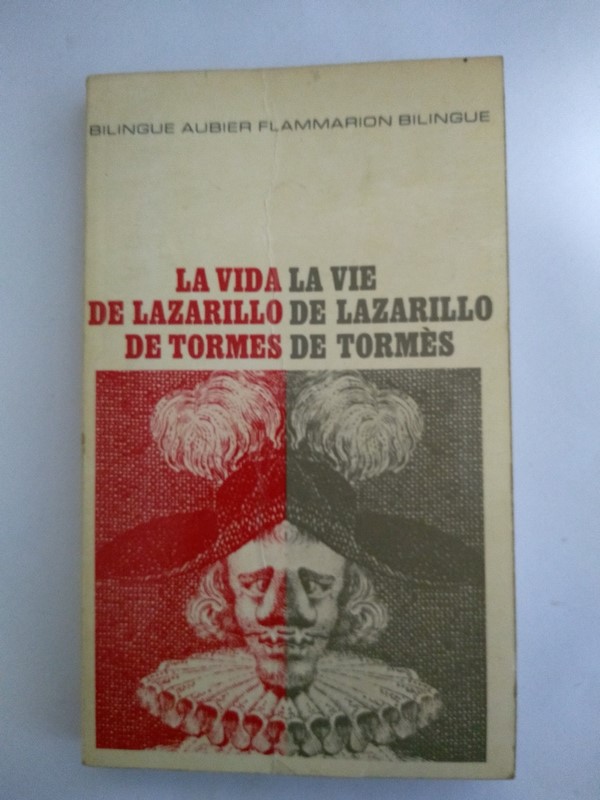 BILINGUE AUBIER FLAMMARION BILINGUE
LA VIDA LA VIE
DE LAZARILLO DE LAZARILLO
DE TORMES DE TORMÈS